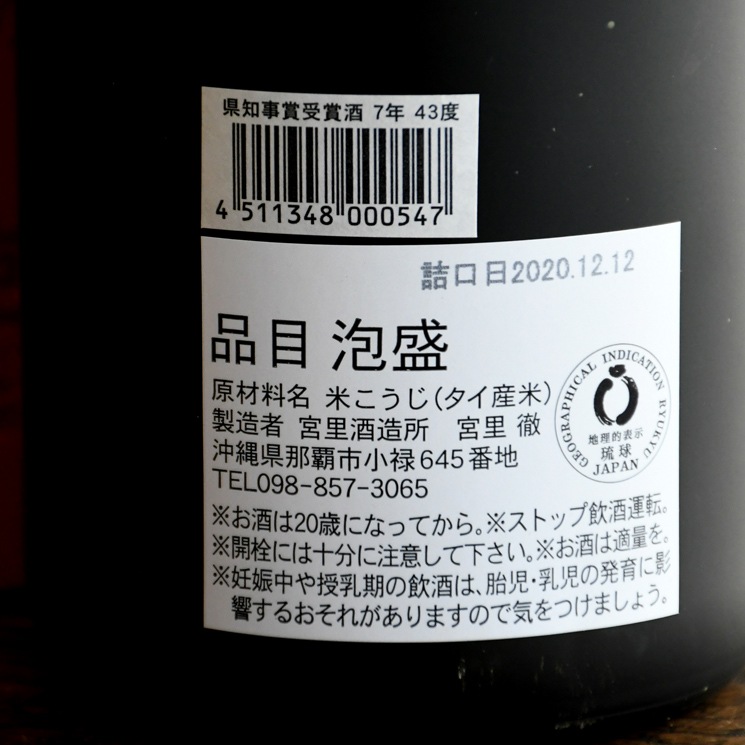 県知事賞受賞酒 7年 43度
4 511348 000547
詰口日2020.12.12
品目 泡盛
原材料名 米こうじ(タイ産米)
製造者 宮里酒造所 宮里 徹
沖縄県那覇市小禄645番地
TEL098-857-3065
GEOGRAPHICAL INDICATION RYUKYU
地理的表示
琉球
JAPAN
※お酒は20歳になってから。※ストップ飲酒運転。
※開栓には十分に注意して下さい。※お酒は適量を。
※妊娠中や授乳期の飲酒は、胎児・乳児の発育に影
響するおそれがありますので気をつけましょう。